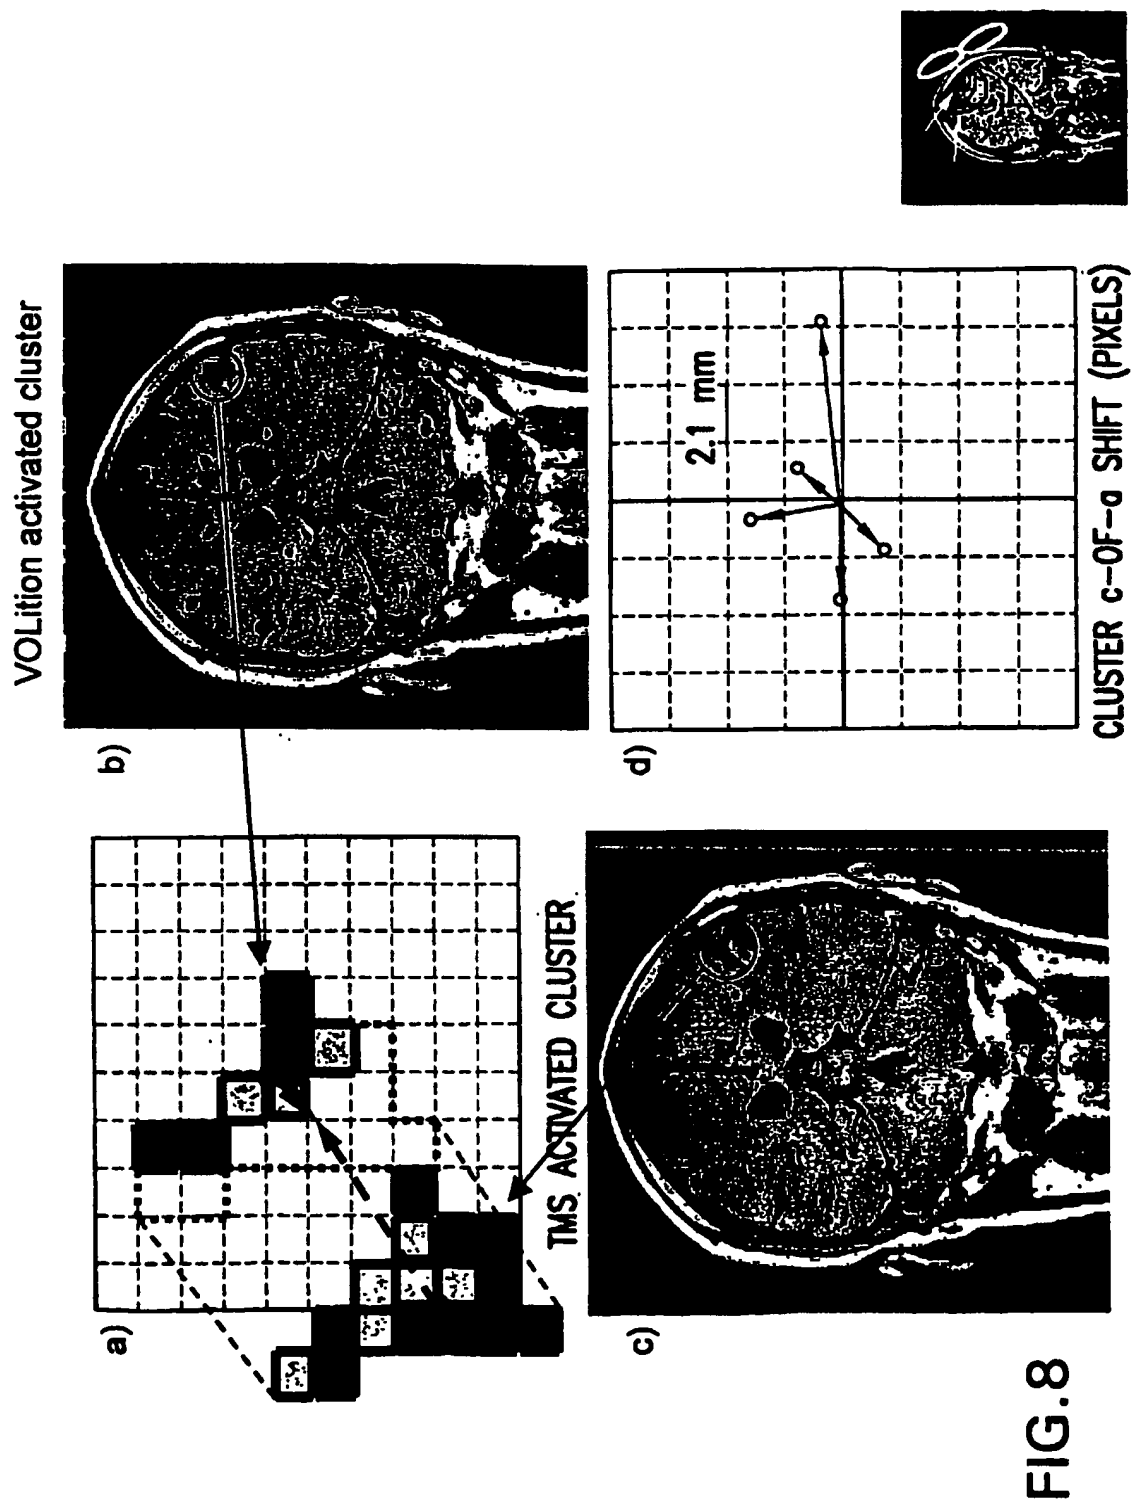 VOLition activated cluster
a)
b)
TMS ACTIVATED CLUSTER
c)
d)
2.1 mm
CLUSTER c-OF-a SHIFT (PIXELS)
FIG.8